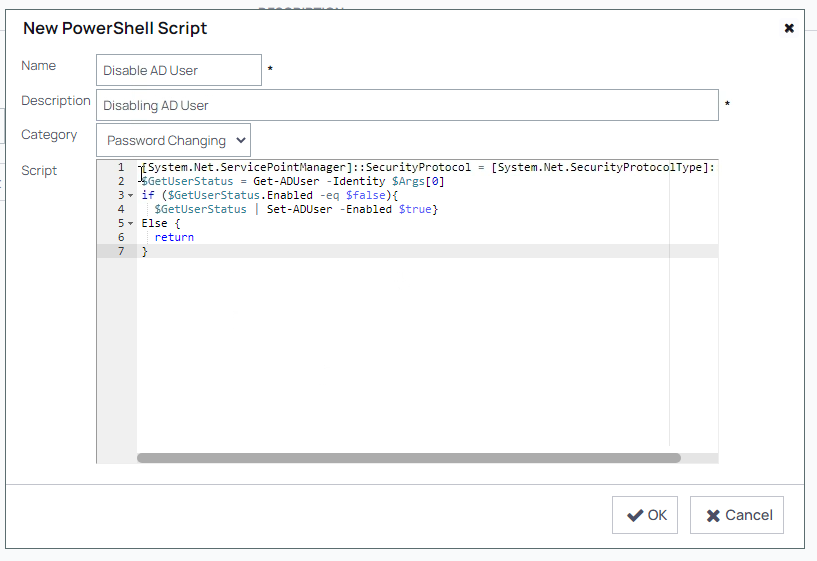 New PowerShell Script
Name
Disable AD User
*
Description
Disabling AD User
*
Category
Password Changing
Script
1 [System.Net.ServicePointManager]::SecurityProtocol = [System.Net.SecurityProtocolType]:
2 $GetUserStatus = Get-ADUser -Identity $Args[0]
3 if ($GetUserStatus.Enabled -eq $false){
4 $GetUserStatus | Set-ADUser -Enabled $true}
5 Else {
6 return
7 }
OK
Cancel